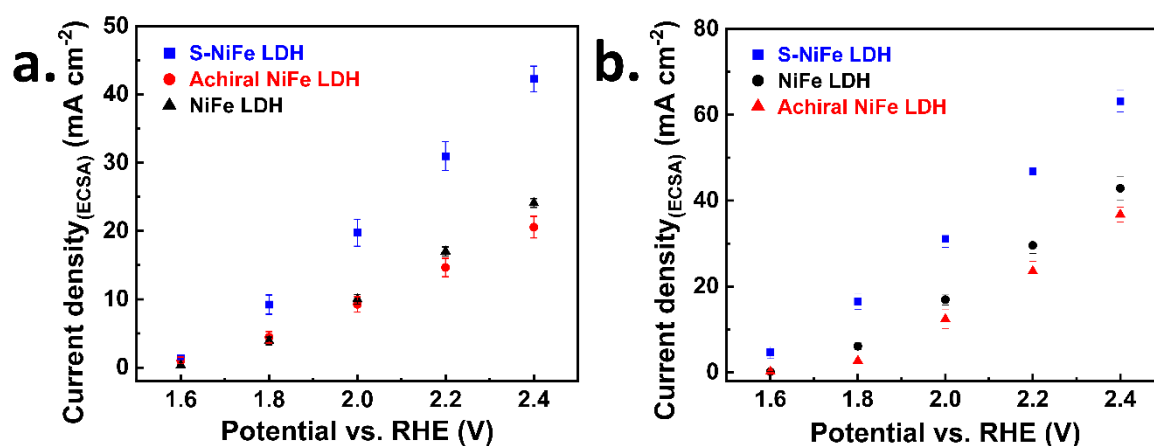 a.
S-NiFe LDH
Achiral NiFe LDH
NiFe LDH
Current density(ECSA) (mA cm-2)
50
40
30
20
10
0
1.6 1.8 2.0 2.2 2.4
Potential vs. RHE (V)
b.
S-NiFe LDH
NiFe LDH
Achiral NiFe LDH
Current density(ECSA) (mA cm-2)
80
60
40
20
0
1.6 1.8 2.0 2.2 2.4
Potential vs. RHE (V)